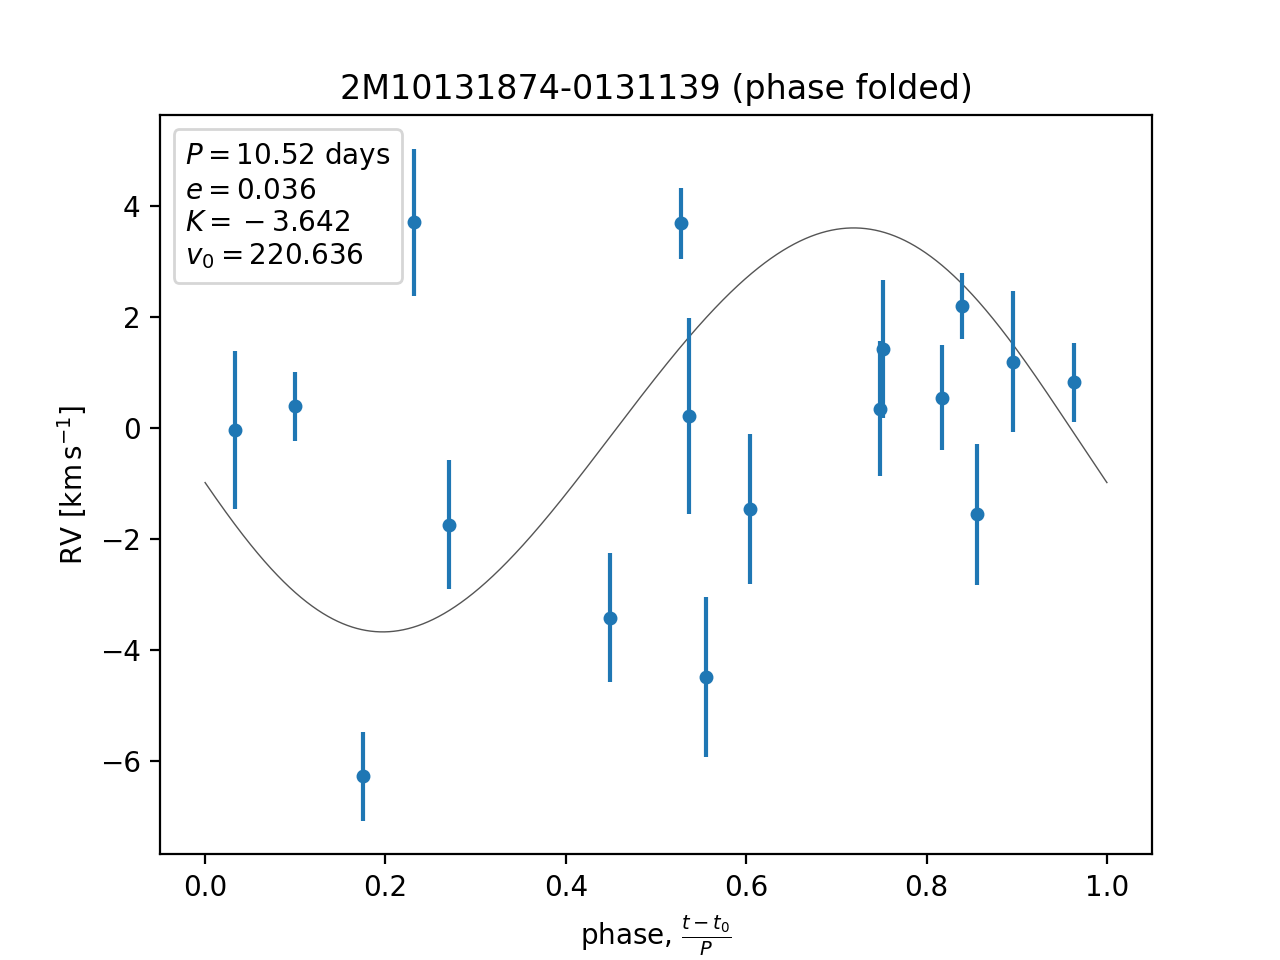 2M10131874-0131139 (phase folded)
P = 10.52 days
e = 0.036
K = −3.642
v₀ = 220.636
4
2
0
−2
−4
−6
RV [km s⁻¹]
0.0 0.2 0.4 0.6 0.8 1.0
phase, (t − t₀)/P